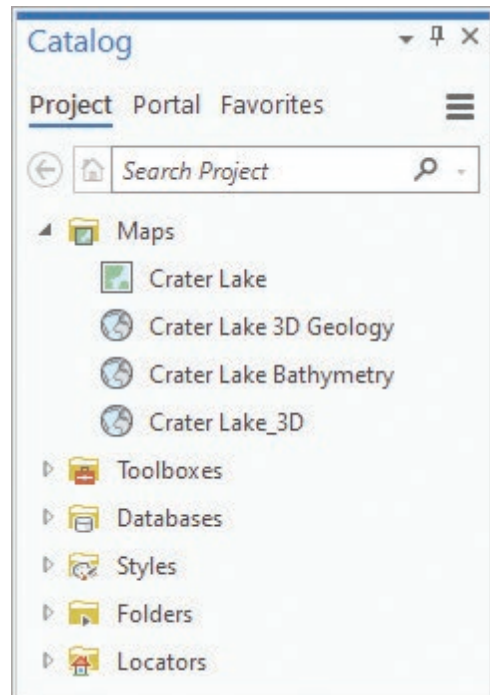 Catalog
Project Portal Favorites
Search Project
Maps
Crater Lake
Crater Lake 3D Geology
Crater Lake Bathymetry
Crater Lake_3D
Toolboxes
Databases
Styles
Folders
Locators